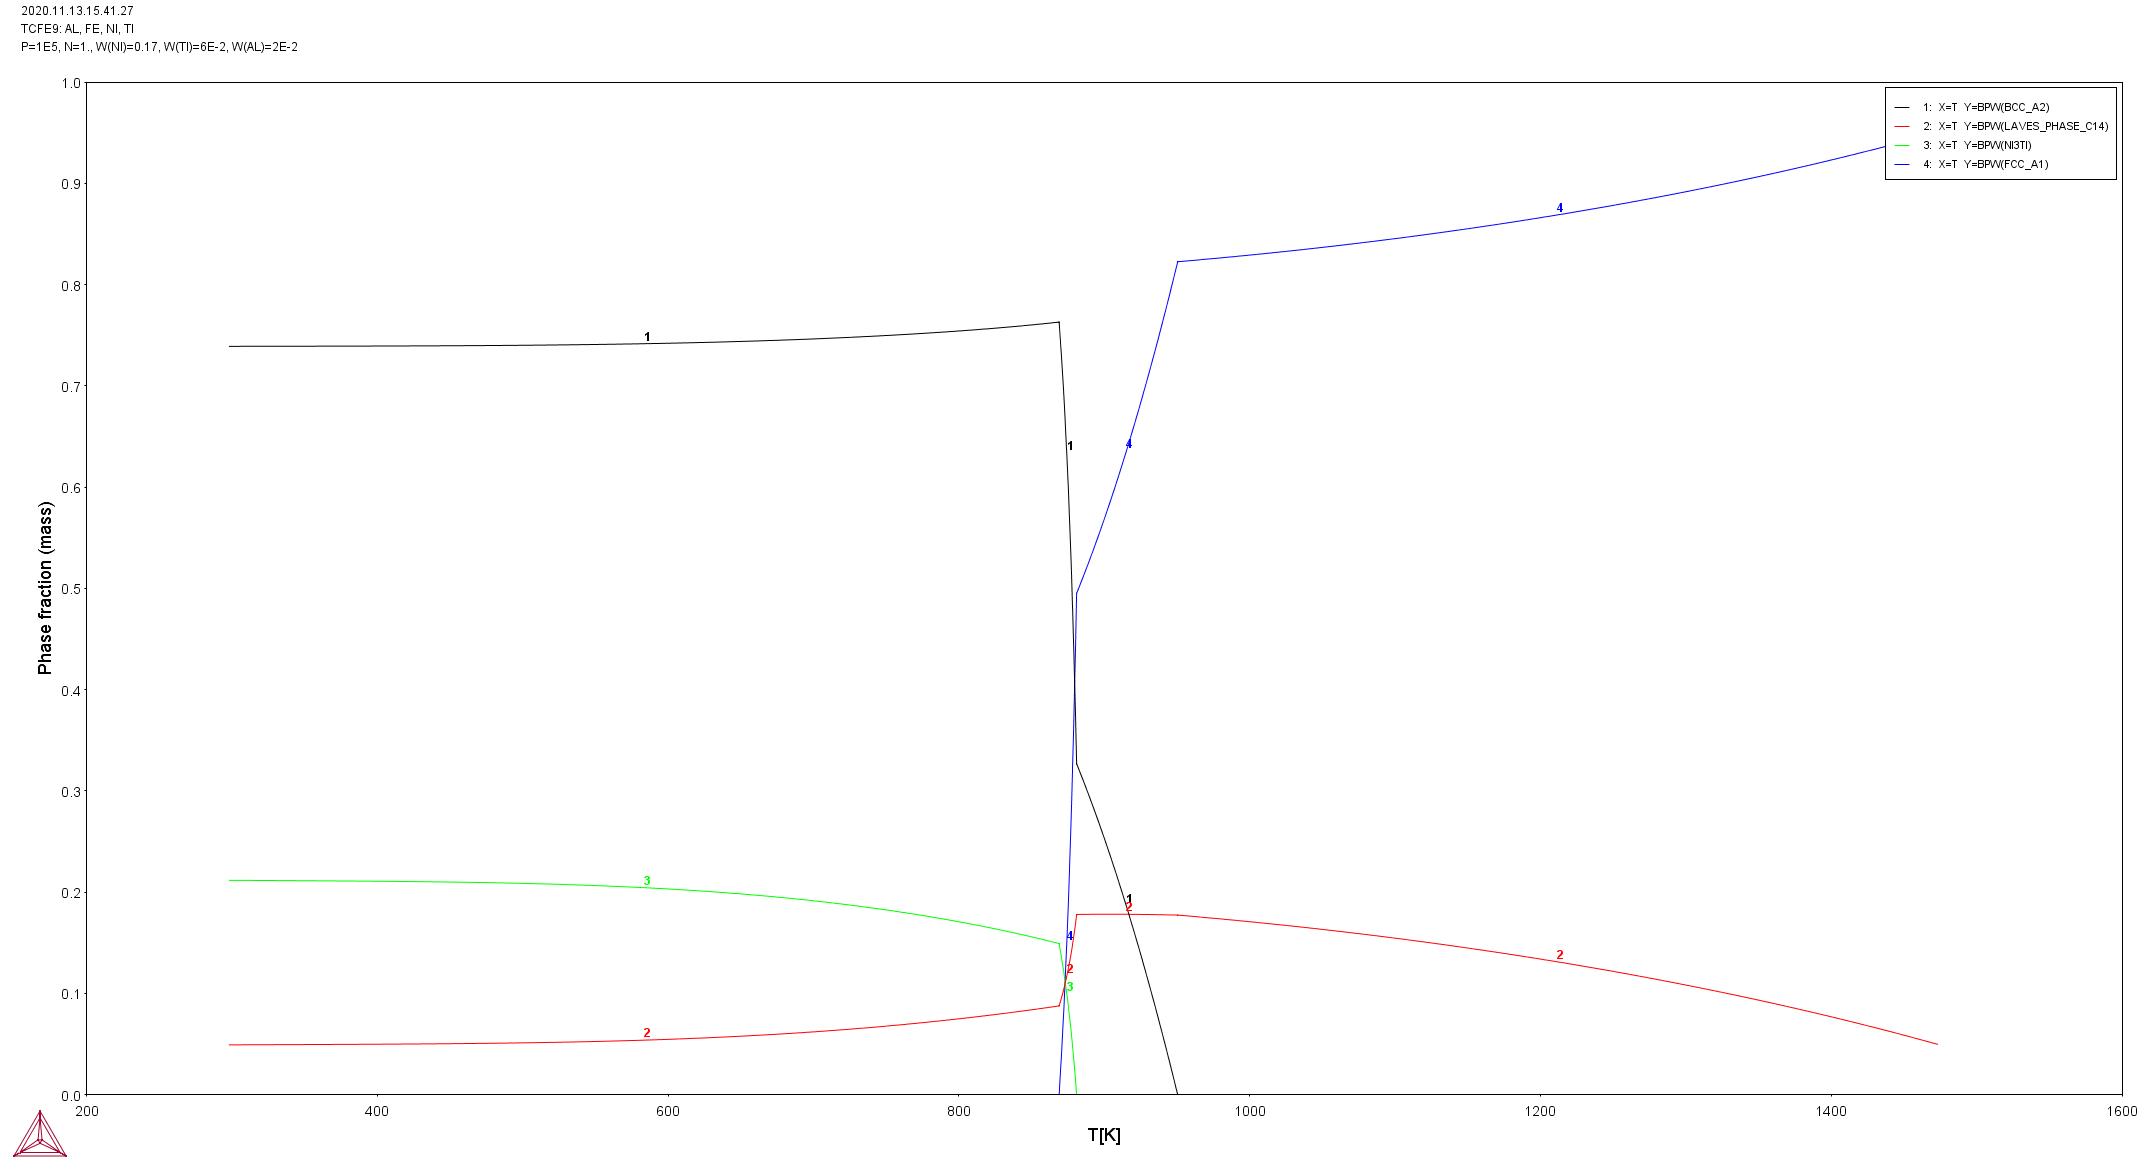 2020.11.13.15.41.27
TCFE9: AL, FE, NI, TI
P=1E5, N=1., W(NI)=0.17, W(TI)=6E-2, W(AL)=2E-2
1: X=T Y=BPW(BCC_A2)
2: X=T Y=BPW(LAVES_PHASE_C14)
3: X=T Y=BPW(NI3TI)
4: X=T Y=BPW(FCC_A1)
Phase fraction (mass)
1.0
0.9
0.8
0.7
0.6
0.5
0.4
0.3
0.2
0.1
0.0
4
4
1
1
3
1
2
4
2
3
2
2
200 400 600 800 1000 1200 1400 1600
T[K]